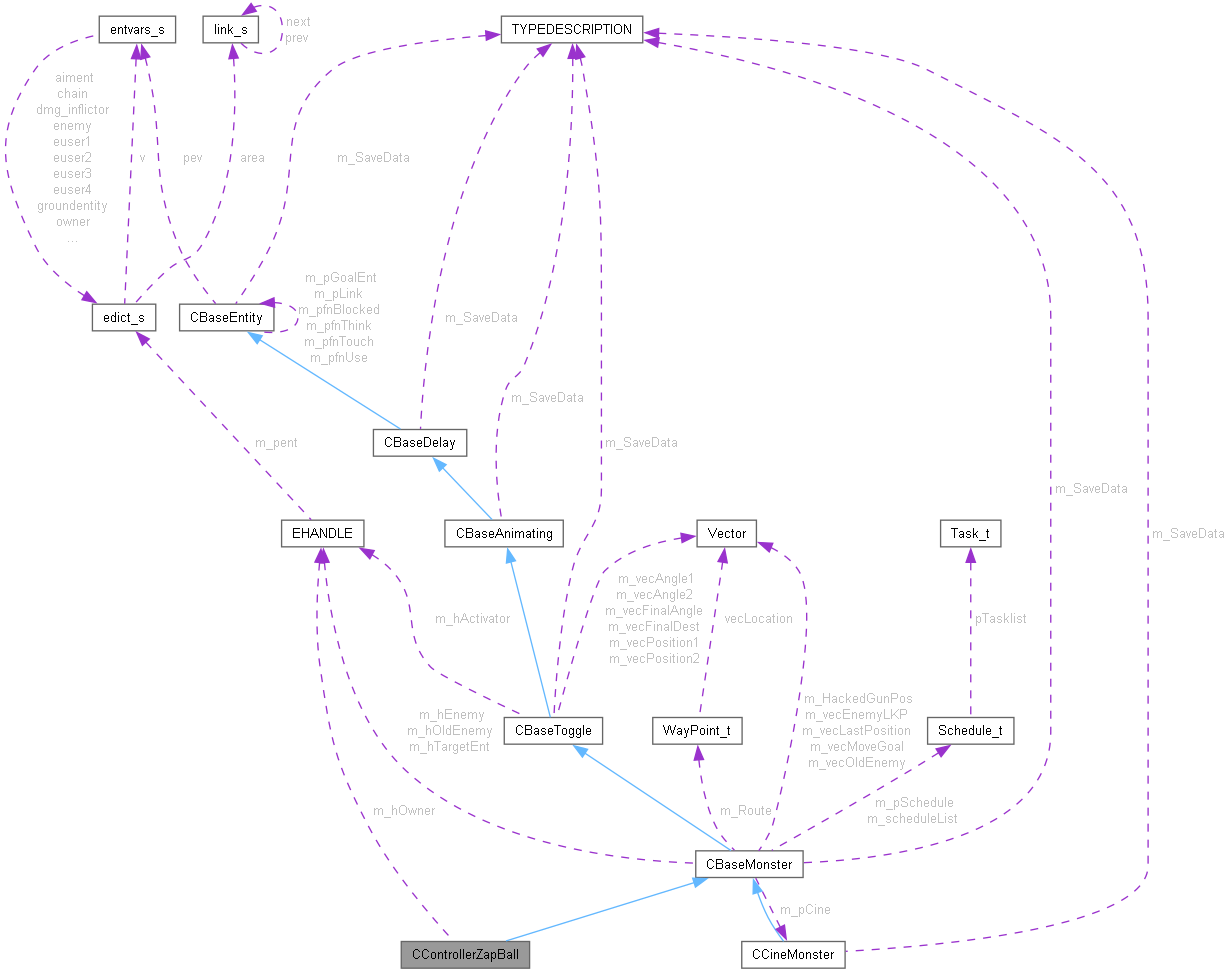 entvars_s
link_s
next
prev
TYPEDESCRIPTION
aiment
chain
dmg_inflictor
enemy
euser1
euser2
euser3
euser4
groundentity
owner
...
v
pev
area
m_SaveData
edict_s
CBaseEntity
m_pGoalEnt
m_pLink
m_pfnBlocked
m_pfnThink
m_pfnTouch
m_pfnUse
m_SaveData
m_SaveData
m_pent
CBaseDelay
m_SaveData
m_SaveData
m_SaveData
EHANDLE
CBaseAnimating
Vector
Task_t
m_hActivator
m_vecAngle1
m_vecAngle2
m_vecFinalAngle
m_vecFinalDest
m_vecPosition1
m_vecPosition2
vecLocation
pTasklist
m_hEnemy
m_hOldEnemy
m_hTargetEnt
CBaseToggle
WayPoint_t
m_HackedGunPos
m_vecEnemyLKP
m_vecLastPosition
m_vecMoveGoal
m_vecOldEnemy
Schedule_t
m_hOwner
m_Route
m_pSchedule
m_scheduleList
CBaseMonster
m_pCine
CControllerZapBall
CCineMonster